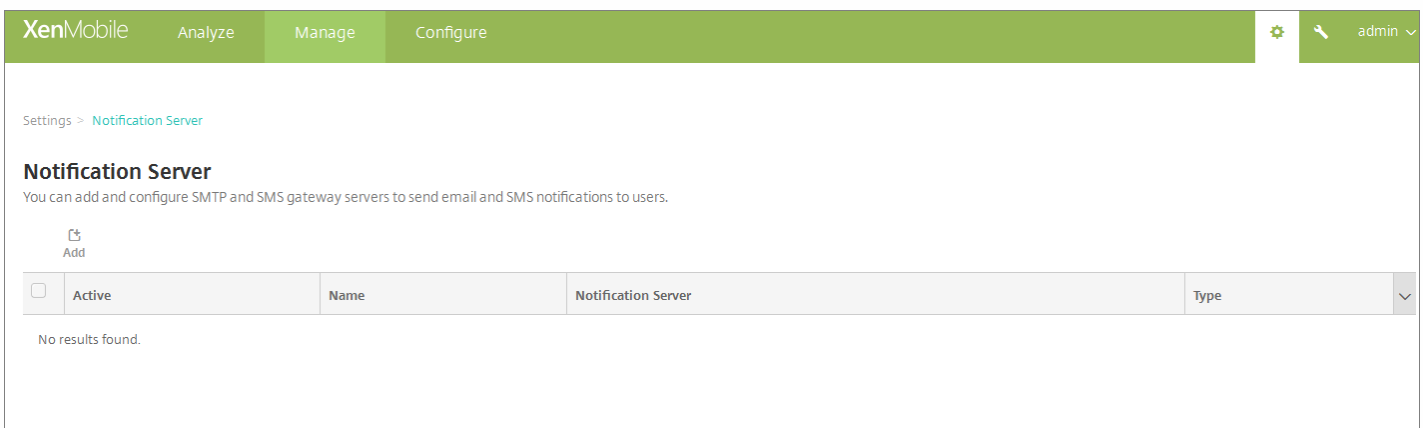 XenMobile Analyze Manage Configure admin
Settings > Notification Server
Notification Server
You can add and configure SMTP and SMS gateway servers to send email and SMS notifications to users.
Add
Active Name Notification Server Type
No results found.